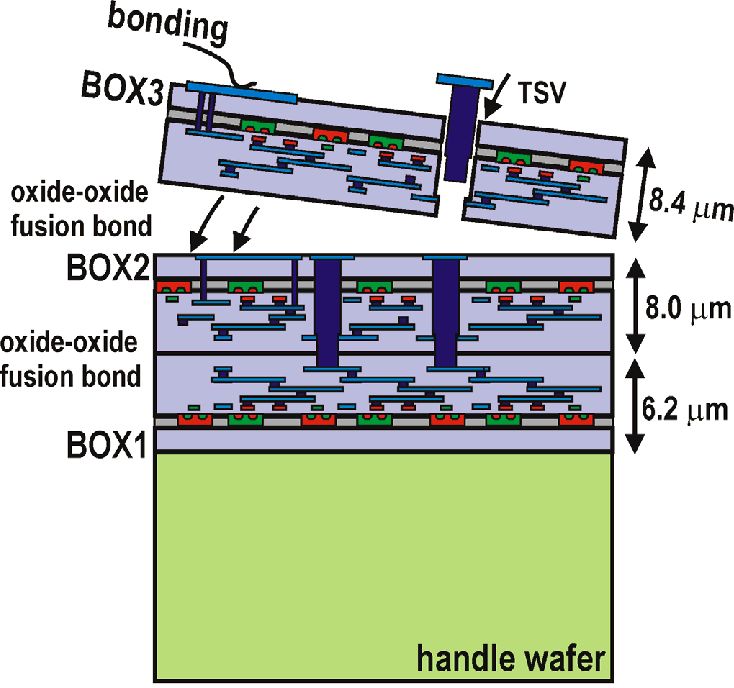 bonding
BOX3
TSV
8.4 μm
oxide-oxide
fusion bond
BOX2
8.0 μm
oxide-oxide
fusion bond
6.2 μm
BOX1
handle wafer